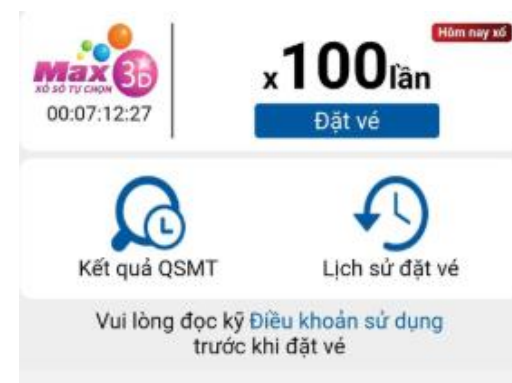 Hôm nay xổ
Max 3D
XỔ SỐ TỰ CHỌN
x100lần
00:07:12:27
Đặt vé
Kết quả QSMT
Lịch sử đặt vé
Vui lòng đọc kỹ Điều khoản sử dụng
trước khi đặt vé